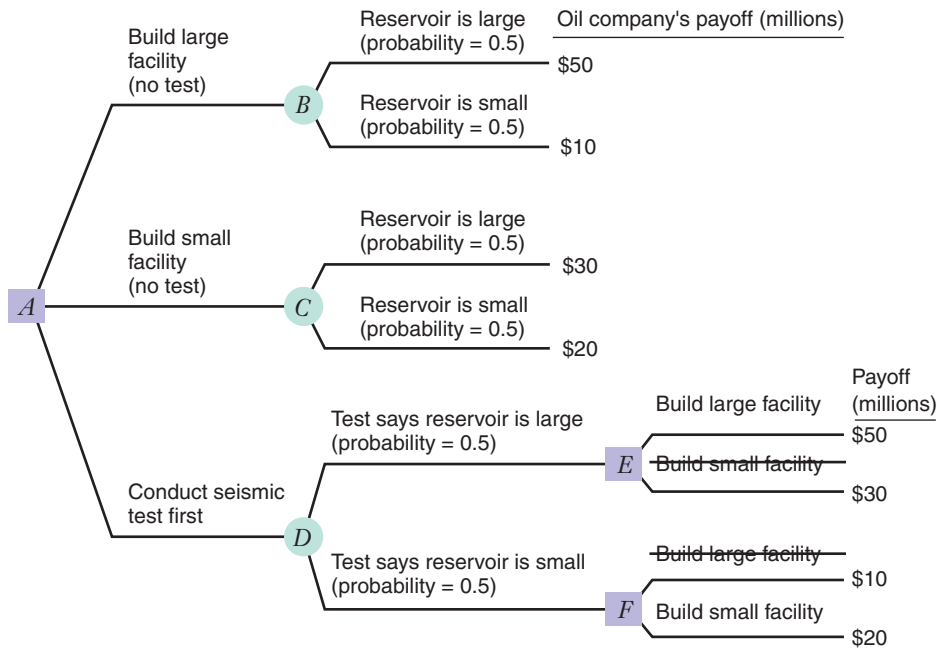 Build large
facility
(no test)
Reservoir is large
(probability = 0.5)
Oil company's payoff (millions)
$50
B
Reservoir is small
(probability = 0.5)
$10
Build small
facility
(no test)
Reservoir is large
(probability = 0.5)
$30
A
C
Reservoir is small
(probability = 0.5)
$20
Conduct seismic
test first
Test says reservoir is large
(probability = 0.5)
Build large facility
Payoff
(millions)
$50
E
Build small facility
$30
D
Test says reservoir is small
(probability = 0.5)
Build large facility
$10
F
Build small facility
$20